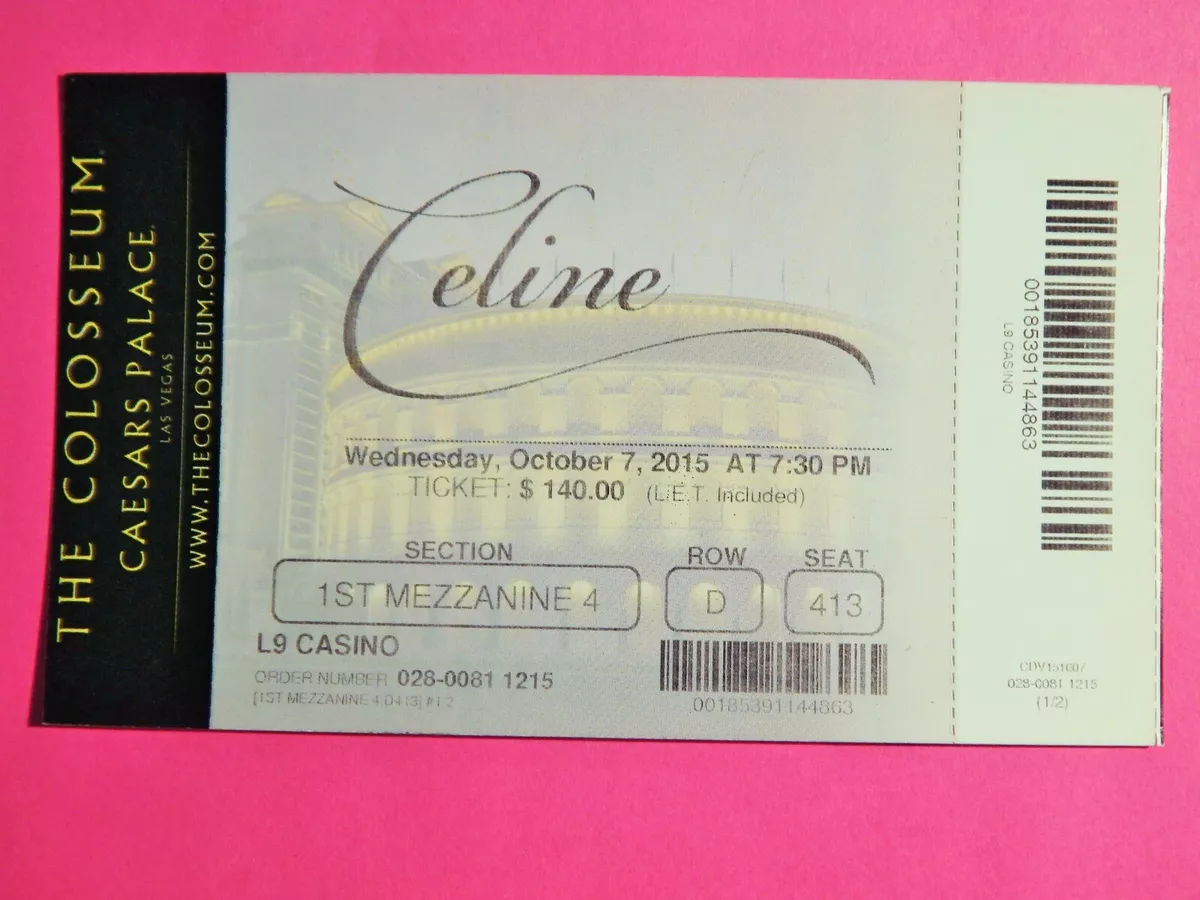 THE COLOSSEUM
CAESARS PALACE
LAS VEGAS
WWW.THECOLOSSEUM.COM
Celine
Wednesday, October 7, 2015 AT 7:30 PM
TICKET: $ 140.00 (L.E.T. Included)
SECTION ROW SEAT
1ST MEZZANINE 4 D 413
L9 CASINO
ORDER NUMBER 028-0081 1215
[1ST MEZZANINE 4 D413] #1 2
00185391144863
00185391144863
L9 CASINO
CDV151007
028-0081 1215
(1/2)